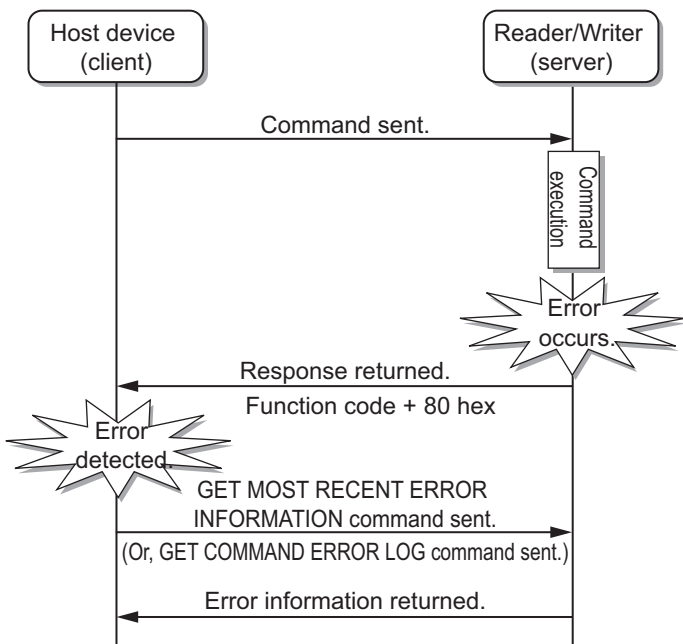 Host device
(client)
Reader/Writer
(server)
Command sent.
Command
execution
Error
occurs.
Response returned.
Function code + 80 hex
Error
detected.
GET MOST RECENT ERROR
INFORMATION command sent.
(Or, GET COMMAND ERROR LOG command sent.)
Error information returned.